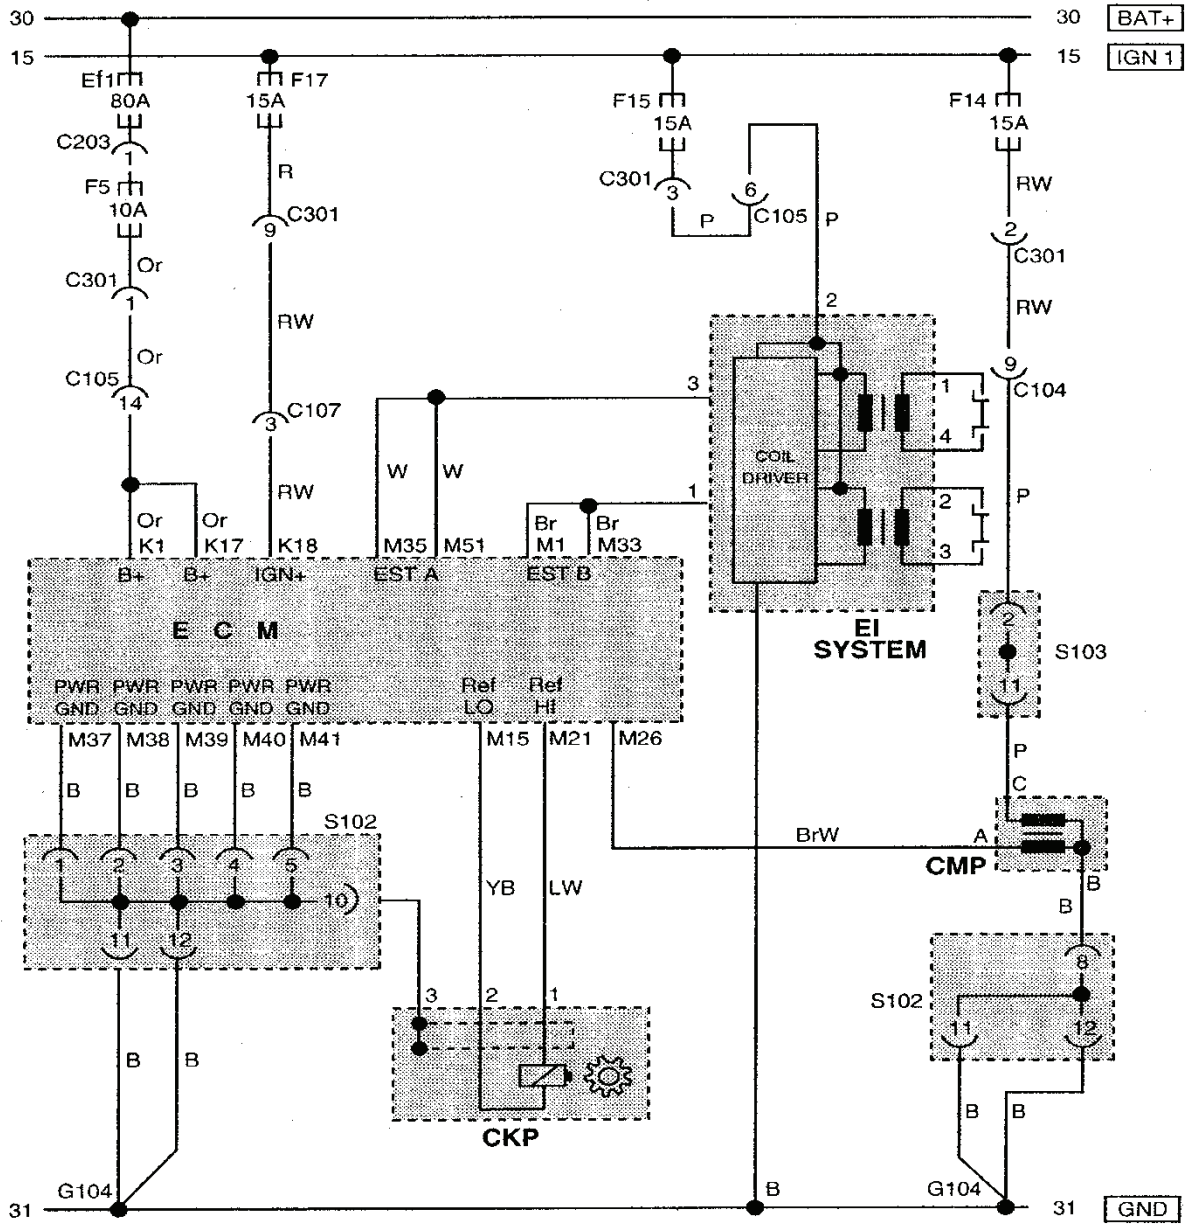 30
30
BAT+
15
15
IGN 1
Ef1
80A
F17
15A
F15
15A
F14
15A
C203
1
F5
10A
R
C301
3
P
6
C105
P
RW
C301
9
2
C301
Or
C301
1
RW
RW
2
Or
C105
14
C107
3
9
C104
3
1
4
W
W
COIL
DRIVER
RW
1
2
3
P
Or
Or
Br
Br
K1
K17
K18
M35
M51
M1
M33
B+
B+
IGN+
EST A
EST B
E C M
EI
SYSTEM
2
S103
11
PWR
GND
PWR
GND
PWR
GND
PWR
GND
PWR
GND
Ref
LO
Ref
HI
M37
M38
M39
M40
M41
M15
M21
M26
P
C
B
B
B
B
B
S102
BrW
A
CMP
1
2
3
4
5
10
YB
LW
B
B
11
12
8
S102
11
12
3
2
1
B
B
CKP
B
B
G104
B
G104
31
31
GND